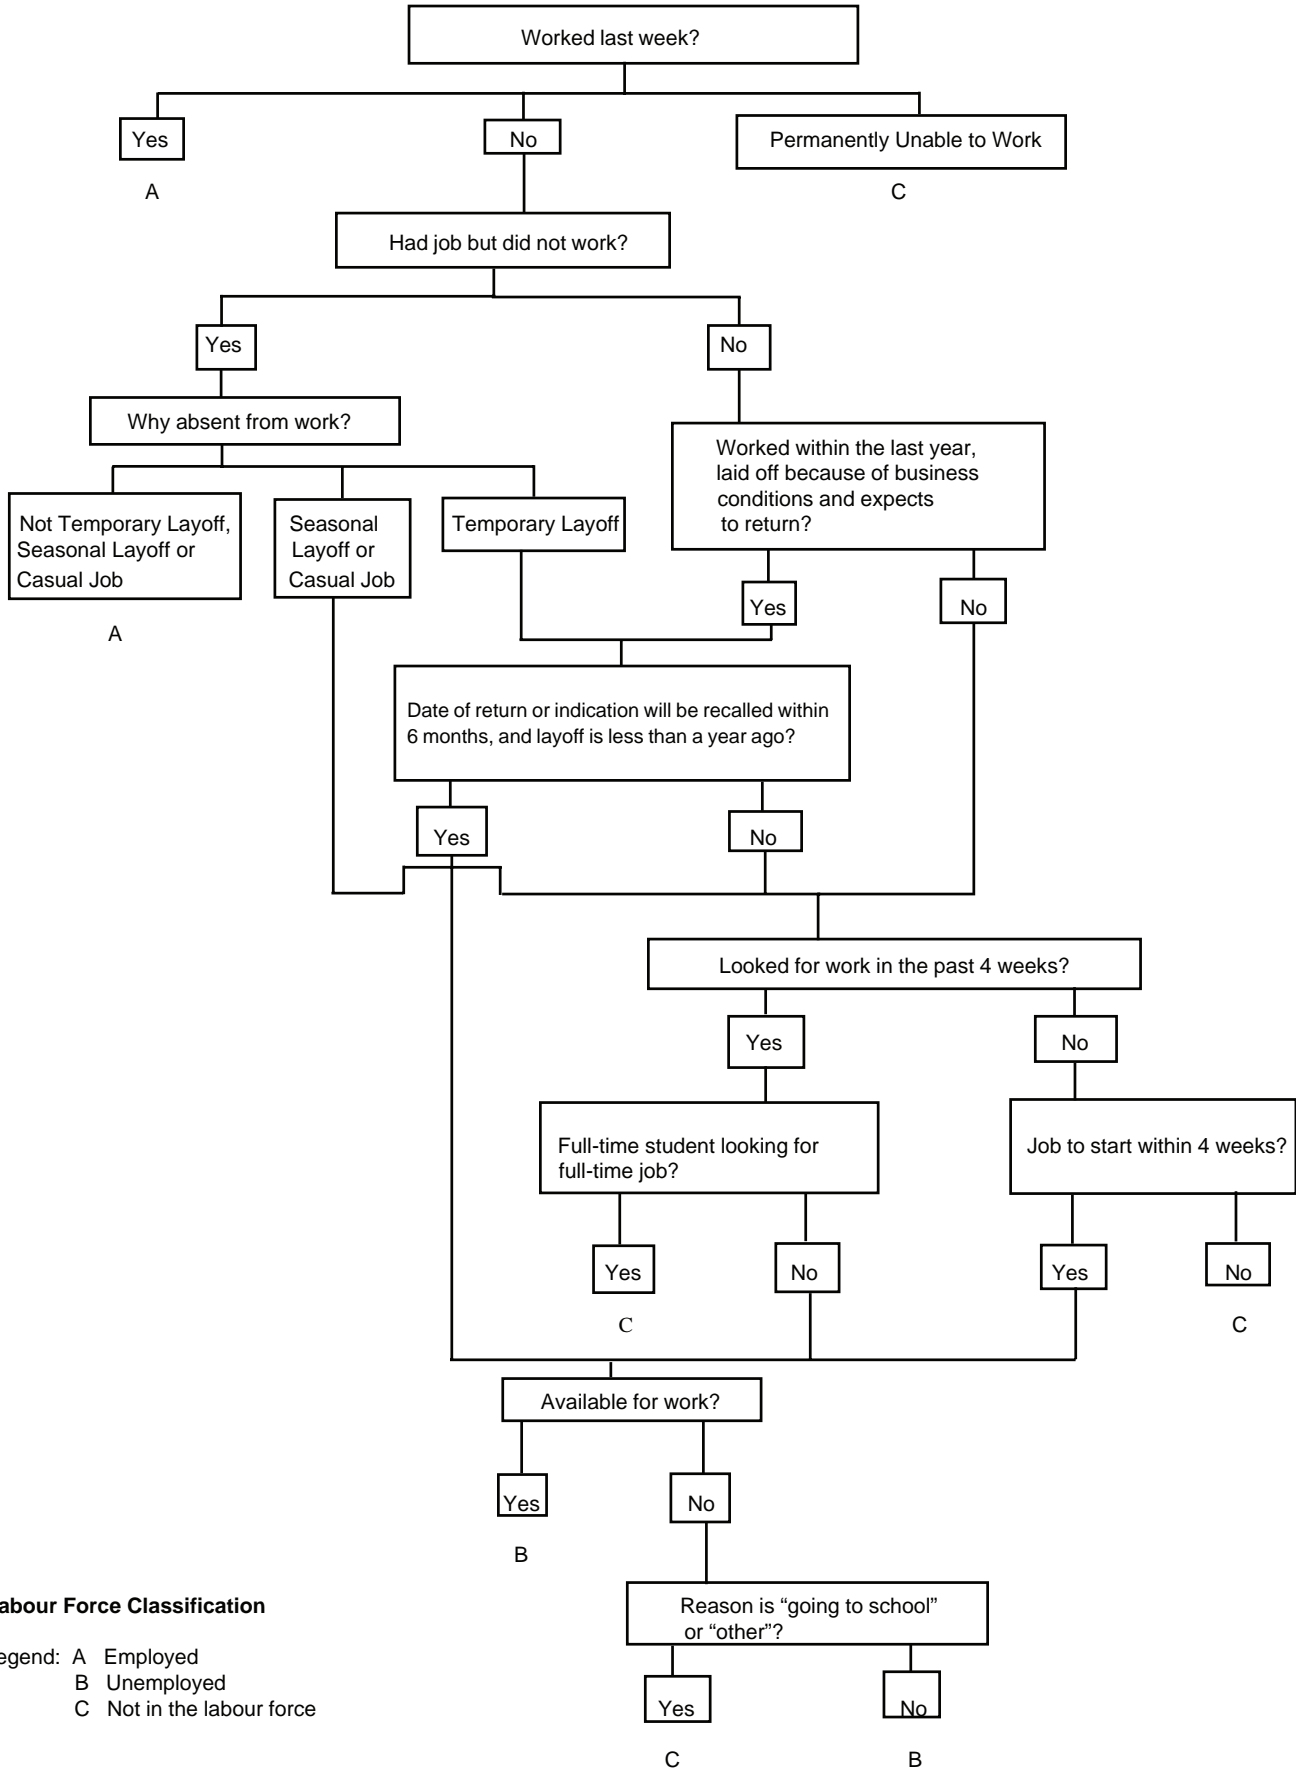 Worked last week?
Yes
No
Permanently Unable to Work
A
C
Had job but did not work?
Yes
No
Why absent from work?
Worked within the last year,
laid off because of business
conditions and expects
to return?
Not Temporary Layoff,
Seasonal Layoff or
Casual Job
Seasonal
Layoff or
Casual Job
Temporary Layoff
Yes
No
A
Date of return or indication will be recalled within
6 months, and layoff is less than a year ago?
Yes
No
Looked for work in the past 4 weeks?
Yes
No
Full-time student looking for
full-time job?
Job to start within 4 weeks?
Yes
No
Yes
No
C
C
Available for work?
Yes
No
B
Reason is “going to school”
or “other”?
Yes
No
C
B
abour Force Classification
egend: A Employed
B Unemployed
C Not in the labour force